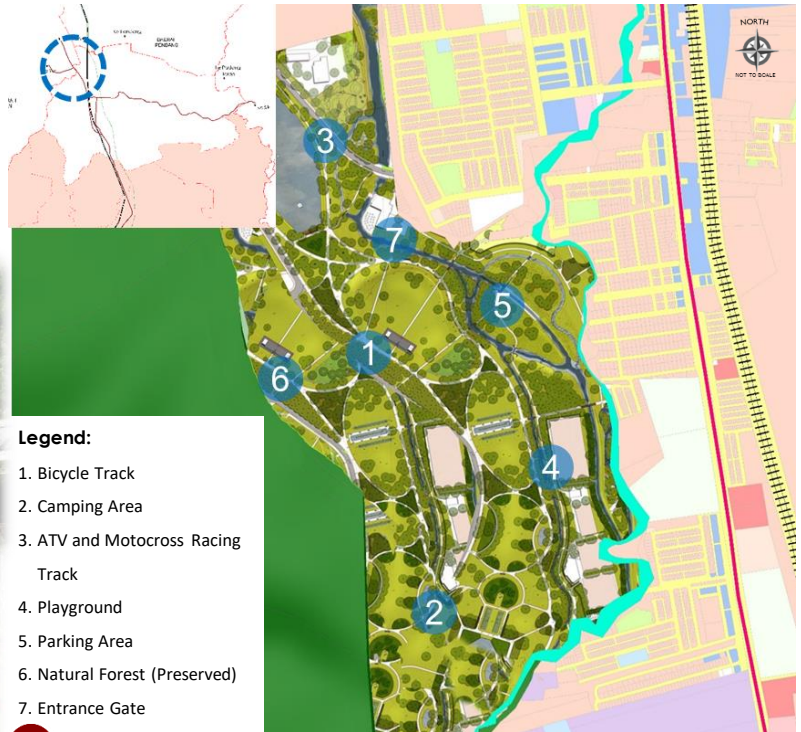 NORTH
NOT TO SCALE
3
7
5
1
6
4
2
Legend:
1. Bicycle Track
2. Camping Area
3. ATV and Motocross Racing
Track
4. Playground
5. Parking Area
6. Natural Forest (Preserved)
7. Entrance Gate